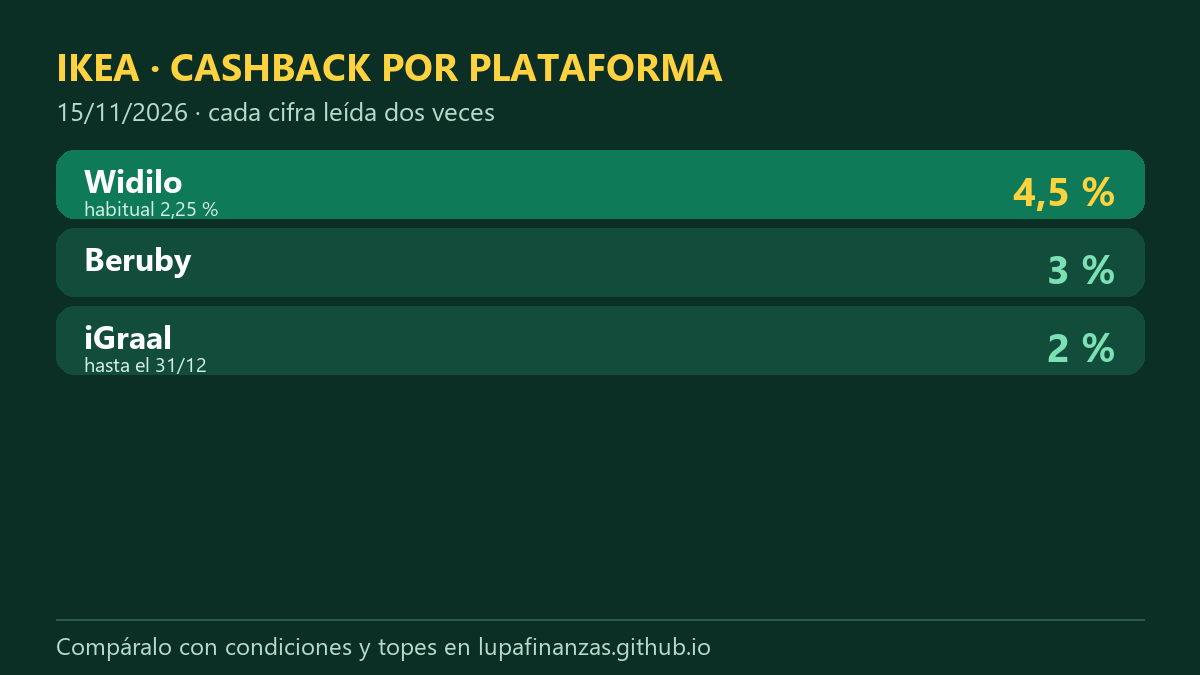 IKEA · CASHBACK POR PLATAFORMA
15/11/2026 · cada cifra leída dos veces
Widilo
habitual 2,25 %
4,5 %
Beruby
3 %
iGraal
hasta el 31/12
2 %
Compáralo con condiciones y topes en lupafinanzas.github.io